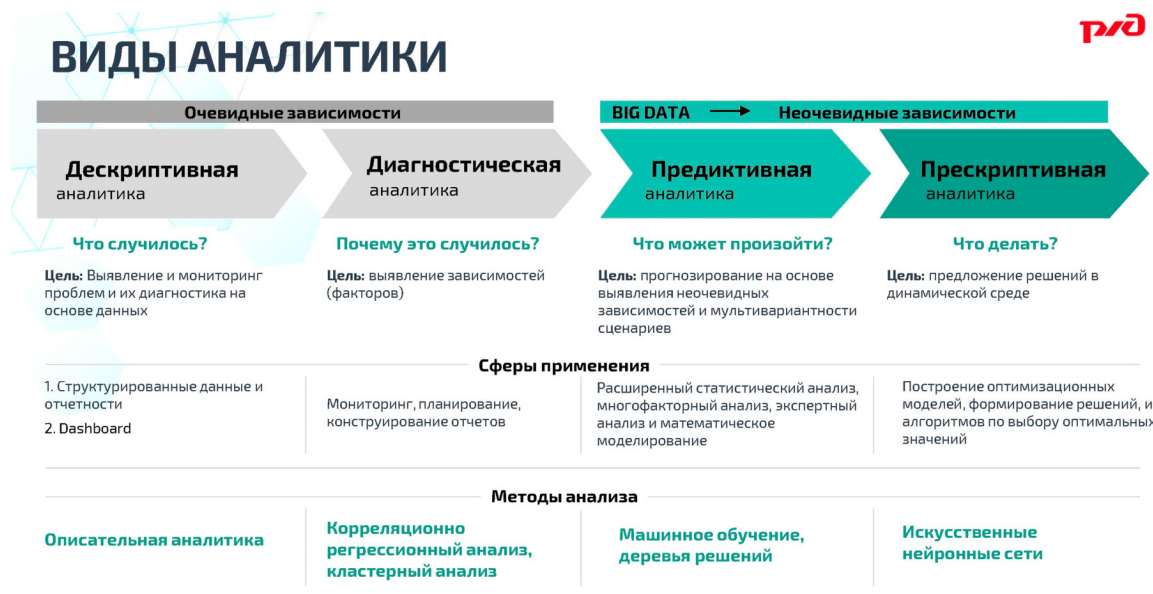 ВИДЫ АНАЛИТИКИ
ржд
Очевидные зависимости
BIG DATA → Неочевидные зависимости
Дескриптивная
аналитика
Диагностическая
аналитика
Предиктивная
аналитика
Прескриптивная
аналитика
Что случилось?
Цель: Выявление и мониторинг
проблем и их диагностика на
основе данных
Почему это случилось?
Цель: выявление зависимостей
(факторов)
Что может произойти?
Цель: прогнозирование на основе
выявления неочевидных
зависимостей и мультивариантности
сценариев
Что делать?
Цель: предложение решений в
динамической среде
Сферы применения
1. Структурированные данные и
отчетности
2. Dashboard
Мониторинг, планирование,
конструирование отчетов
Расширенный статистический анализ,
многофакторный анализ, экспертный
анализ и математическое
моделирование
Построение оптимизационных
моделей, формирование решений, и
алгоритмов по выбору оптимальных
значений
Методы анализа
Описательная аналитика
Корреляционно
регрессионный анализ,
кластерный анализ
Машинное обучение,
деревья решений
Искусственные
нейронные сети